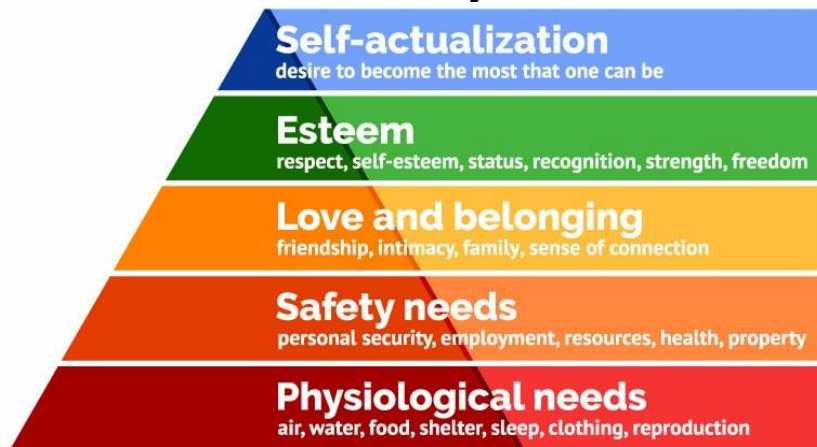 Self-actualization
desire to become the most that one can be
Esteem
respect, self-esteem, status, recognition, strength, freedom
Love and belonging
friendship, intimacy, family, sense of connection
Safety needs
personal security, employment, resources, health, property
Physiological needs
air, water, food, shelter, sleep, clothing, reproduction